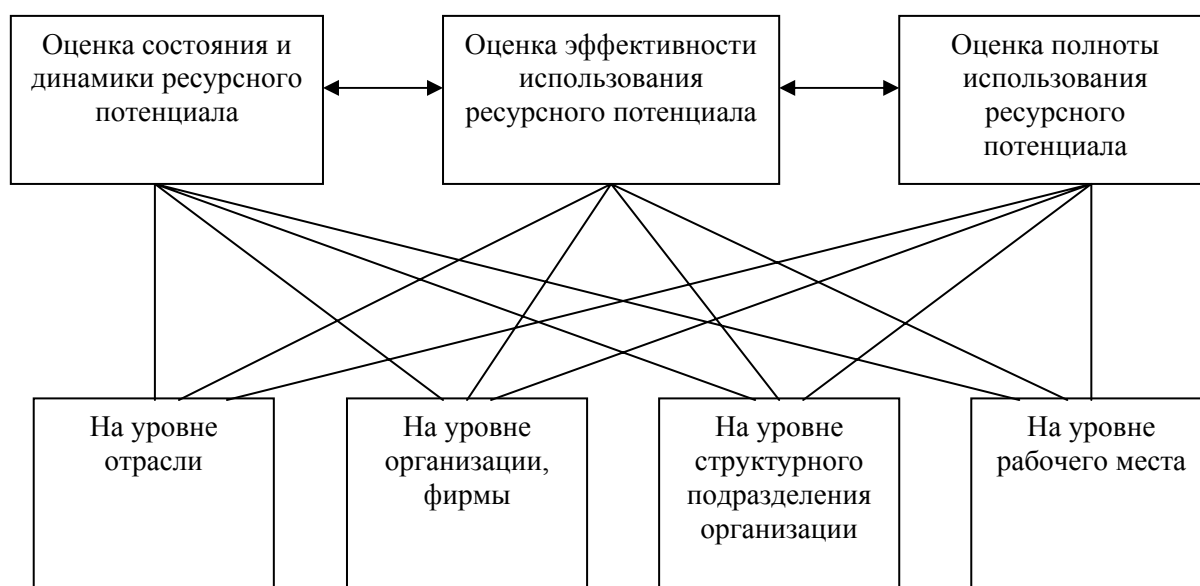 Оценка состояния и
динамики ресурсного
потенциала
Оценка эффективности
использования
ресурсного потенциала
Оценка полноты
использования
ресурсного
потенциала
На уровне
отрасли
На уровне
организации,
фирмы
На уровне
структурного
подразделения
организации
На уровне
рабочего места